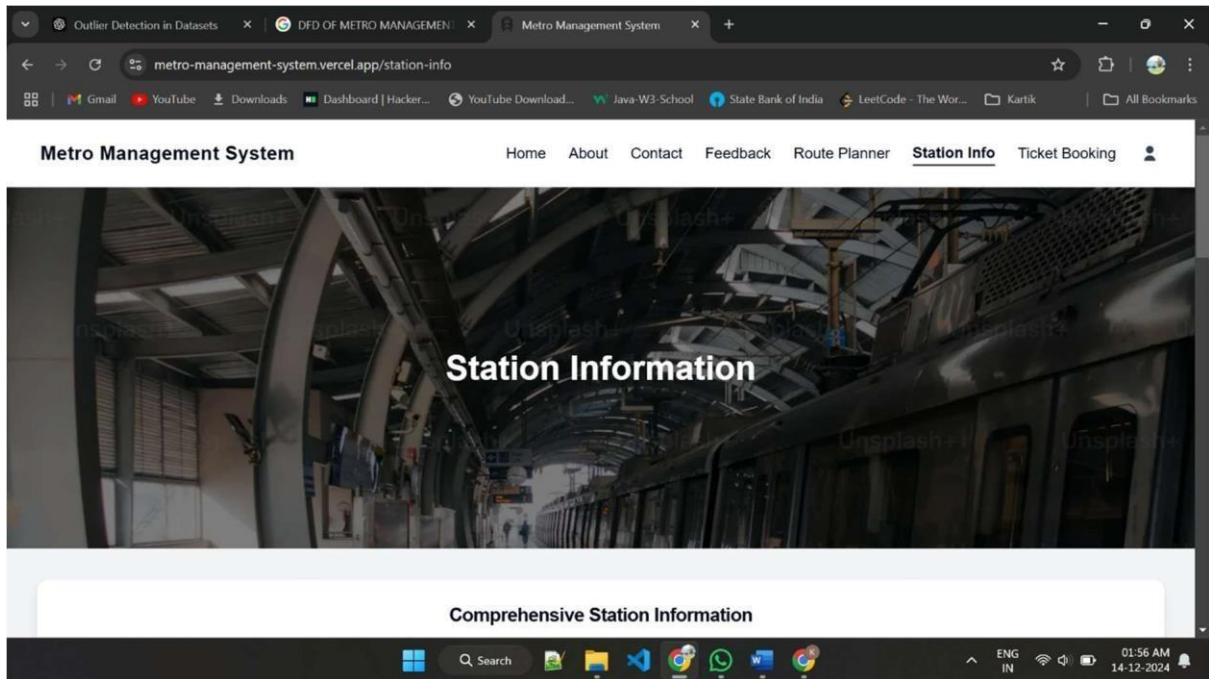 Outlier Detection in Datasets
DFD OF METRO MANAGEMENT
Metro Management System
metro-management-system.vercel.app/station-info
Gmail YouTube Downloads Dashboard | Hacker... YouTube Download... Java-W3-School State Bank of India LeetCode - The Wor... Kartik All Bookmarks
Metro Management System Home About Contact Feedback Route Planner Station Info Ticket Booking
Unsplash+
Station Information
Comprehensive Station Information
Search
ENG
IN
01:56 AM
14-12-2024